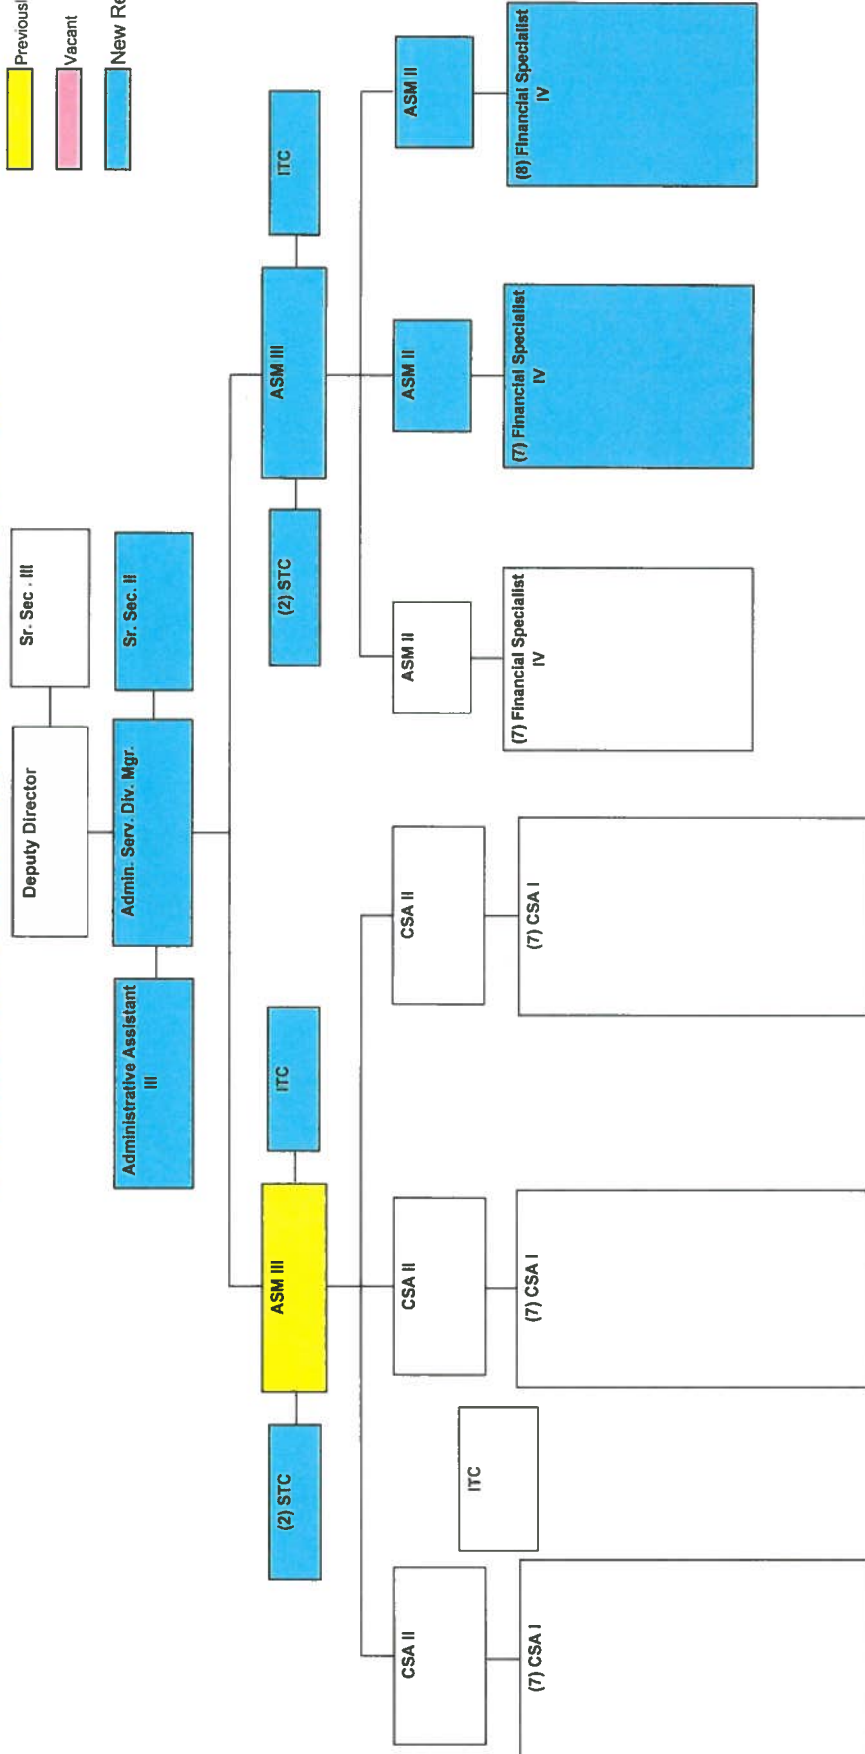 Previousl
Vacant
New Re
Deputy Director
Sr. Sec . III
Administrative Assistant
III
Admin. Serv. Div. Mgr.
Sr. Sec. II
(2) STC
ASM III
ITC
(2) STC
ASM III
ITC
CSA II
CSA II
CSA II
ASM II
ASM II
ASM II
ITC
(7) CSA I
(7) CSA I
(7) CSA I
(7) Financial Specialist
IV
(7) Financial Specialist
IV
(8) Financial Specialist
IV